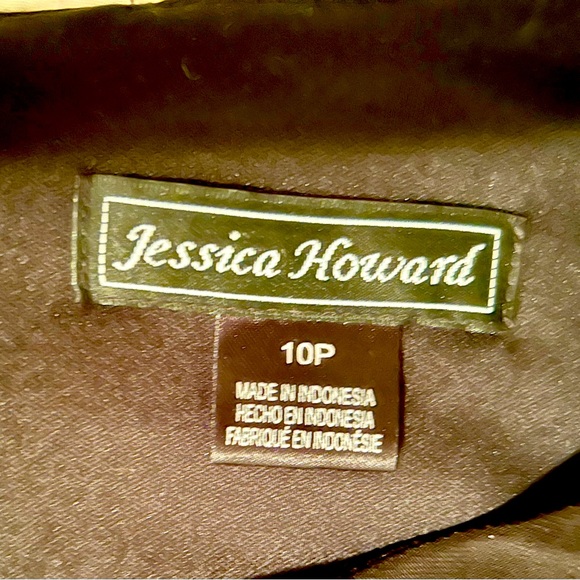 Jessica Howard
10P
MADE IN INDONESIA
HECHO EN INDONESIA
FABRIQUÉ EN INDONÉSIE